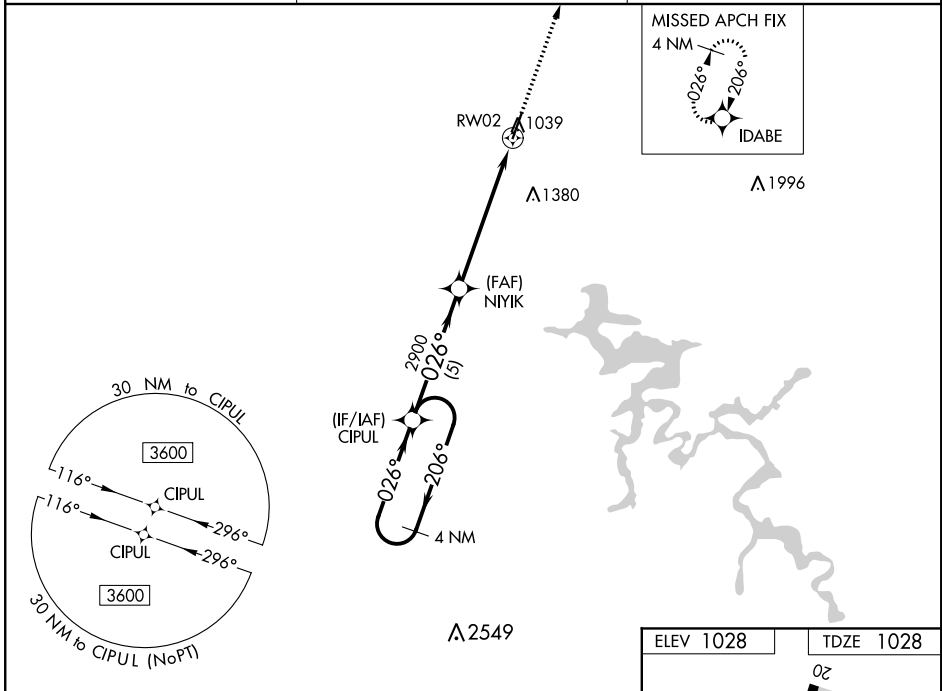 MISSED APCH FIX
4 NM
026°
206°
IDABE
RW02
1039
1380
1996
(FAF)
NIYIK
2900
026°
(5)
(IF/IAF)
CIPUL
026°
206°
4 NM
30 NM to CIPUL
3600
116°
CIPUL
296°
116°
CIPUL
296°
3600
30 NM to CIPUL (NoPT)
2549
ELEV 1028
TDZE 1028
20